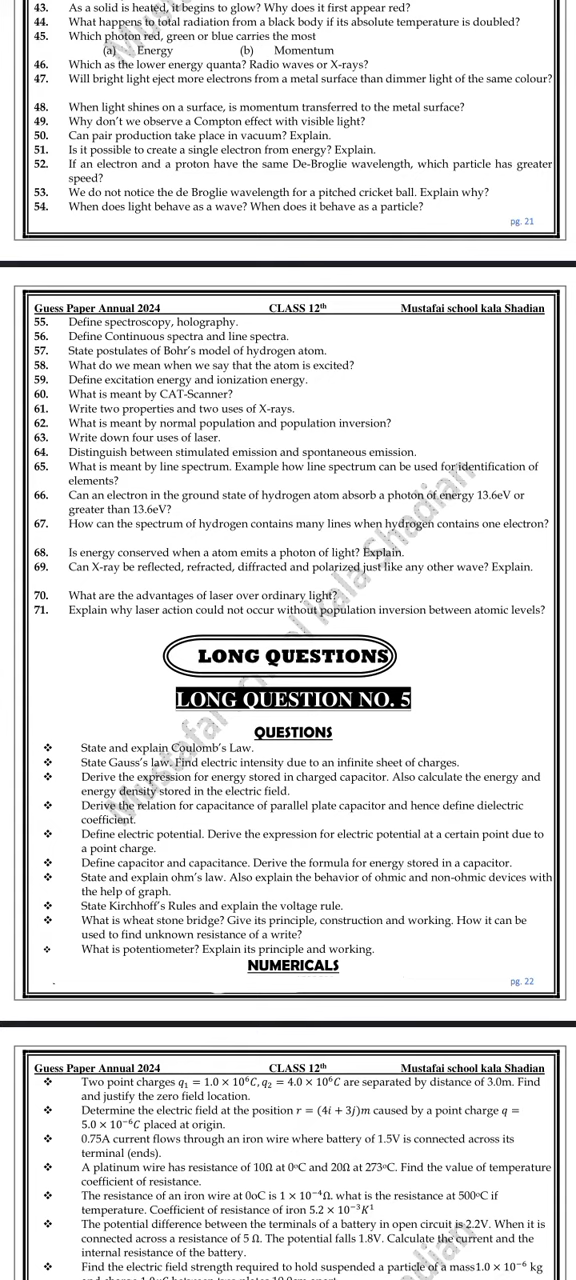 43. As a solid is heated, it begins to glow? Why does it first appear red?
44. What happens to total radiation from a black body if its absolute temperature is doubled?
45. Which photon red, green or blue carries the most
(a) Energy (b) Momentum
46. Which as the lower energy quanta? Radio waves or X-rays?
47. Will bright light eject more electrons from a metal surface than dimmer light of the same colour?
48. When light shines on a surface, is momentum transferred to the metal surface?
49. Why don't we observe a Compton effect with visible light?
50. Can pair production take place in vacuum? Explain.
51. Is it possible to create a single electron from energy? Explain.
52. If an electron and a proton have the same De-Broglie wavelength, which particle has greater
speed?
53. We do not notice the de Broglie wavelength for a pitched cricket ball. Explain why?
54. When does light behave as a wave? When does it behave as a particle?
pg. 21
Guess Paper Annual 2024 CLASS 12th Mustafai school kala Shadian
55. Define spectroscopy, holography.
56. Define Continuous spectra and line spectra.
57. State postulates of Bohr's model of hydrogen atom.
58. What do we mean when we say that the atom is excited?
59. Define excitation energy and ionization energy.
60. What is meant by CAT-Scanner?
61. Write two properties and two uses of X-rays.
62. What is meant by normal population and population inversion?
63. Write down four uses of laser.
64. Distinguish between stimulated emission and spontaneous emission.
65. What is meant by line spectrum. Example how line spectrum can be used for identification of
elements?
66. Can an electron in the ground state of hydrogen atom absorb a photon of energy 13.6eV or
greater than 13.6eV?
67. How can the spectrum of hydrogen contains many lines when hydrogen contains one electron?
68. Is energy conserved when a atom emits a photon of light? Explain.
69. Can X-ray be reflected, refracted, diffracted and polarized just like any other wave? Explain.
70. What are the advantages of laser over ordinary light?
71. Explain why laser action could not occur without population inversion between atomic levels?
LONG QUESTIONS
LONG QUESTION NO. 5
QUESTIONS
❖ State and explain Coulomb's Law.
❖ State Gauss's law. Find electric intensity due to an infinite sheet of charges.
❖ Derive the expression for energy stored in charged capacitor. Also calculate the energy and
energy density stored in the electric field.
❖ Derive the relation for capacitance of parallel plate capacitor and hence define dielectric
coefficient.
❖ Define electric potential. Derive the expression for electric potential at a certain point due to
a point charge.
❖ Define capacitor and capacitance. Derive the formula for energy stored in a capacitor.
❖ State and explain ohm's law. Also explain the behavior of ohmic and non-ohmic devices with
the help of graph.
❖ State Kirchhoff's Rules and explain the voltage rule.
❖ What is wheat stone bridge? Give its principle, construction and working. How it can be
used to find unknown resistance of a write?
❖ What is potentiometer? Explain its principle and working.
NUMERICALS
. pg. 22
Guess Paper Annual 2024 CLASS 12th Mustafai school kala Shadian
❖ Two point charges q₁ = 1.0 × 10⁶C, q₂ = 4.0 × 10⁶C are separated by distance of 3.0m. Find
and justify the zero field location.
❖ Determine the electric field at the position r = (4i + 3j)m caused by a point charge q =
5.0 × 10⁻⁶C placed at origin.
❖ 0.75A current flows through an iron wire where battery of 1.5V is connected across its
terminal (ends).
❖ A platinum wire has resistance of 10Ω at 0°C and 20Ω at 273°C. Find the value of temperature
coefficient of resistance.
❖ The resistance of an iron wire at 0oC is 1 × 10⁻⁴Ω. what is the resistance at 500°C if
temperature. Coefficient of resistance of iron 5.2 × 10⁻³K¹
❖ The potential difference between the terminals of a battery in open circuit is 2.2V. When it is
connected across a resistance of 5 Ω. The potential falls 1.8V. Calculate the current and the
internal resistance of the battery.
❖ Find the electric field strength required to hold suspended a particle of a mass1.0 × 10⁻⁶ kg